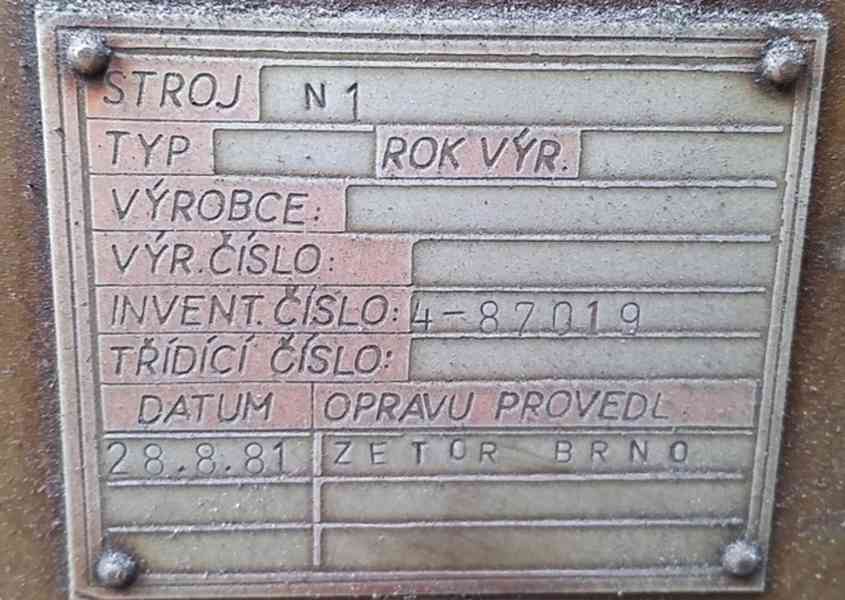 STROJ N1
TYP ROK VÝR.
VÝROBCE:
VÝR.ČÍSLO:
INVENT. ČÍSLO: 4-87019
TŘÍDÍCÍ ČÍSLO:
DATUM OPRAVU PROVEDL
28.8.81 ZETOR BRNO